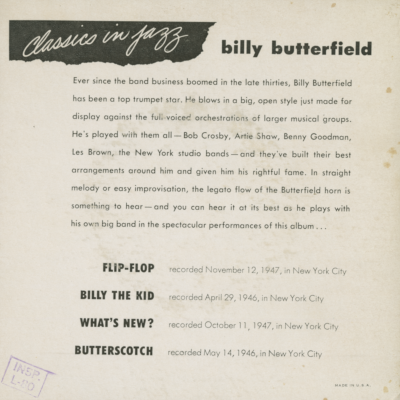 Classics in jazz
billy butterfield
Ever since the band business boomed in the late thirties, Billy Butterfield
has been a top trumpet star. He blows in a big, open style just made for
display against the full-voiced orchestrations of larger musical groups.
He's played with them all—Bob Crosby, Artie Shaw, Benny Goodman,
Les Brown, the New York studio bands—and they've built their best
arrangements around him and given him his rightful fame. In straight
melody or easy improvisation, the legato flow of the Butterfield horn is
something to hear—and you can hear it at its best as he plays with
his own big band in the spectacular performances of this album...
FLIP-FLOP recorded November 12, 1947, in New York City
BILLY THE KID recorded April 29, 1946, in New York City
WHAT'S NEW? recorded October 11, 1947, in New York City
BUTTERSCOTCH recorded May 14, 1946, in New York City
INSP.
MADE IN U.S.A.